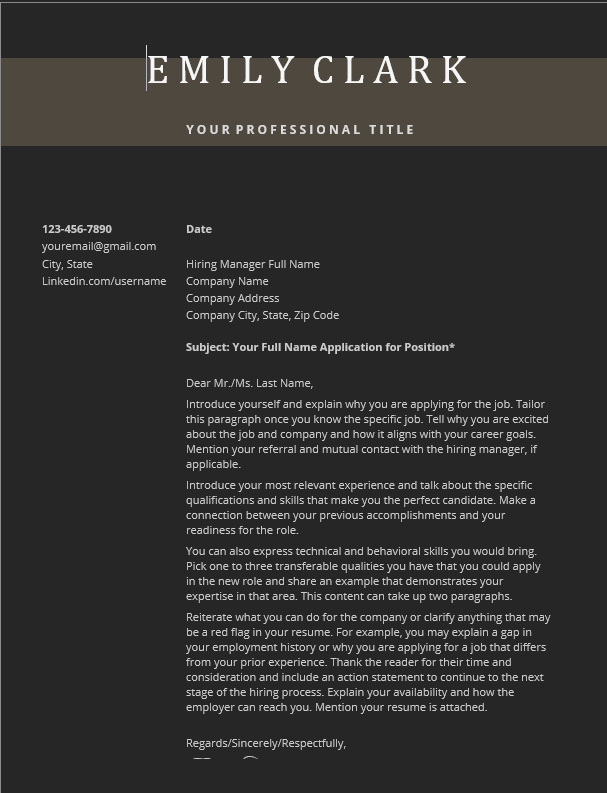 EMILY CLARK
YOUR PROFESSIONAL TITLE
123-456-7890
youremail@gmail.com
City, State
Linkedin.com/username
Date
Hiring Manager Full Name
Company Name
Company Address
Company City, State, Zip Code
Subject: Your Full Name Application for Position*
Dear Mr./Ms. Last Name,
Introduce yourself and explain why you are applying for the job. Tailor
this paragraph once you know the specific job. Tell why you are excited
about the job and company and how it aligns with your career goals.
Mention your referral and mutual contact with the hiring manager, if
applicable.
Introduce your most relevant experience and talk about the specific
qualifications and skills that make you the perfect candidate. Make a
connection between your previous accomplishments and your
readiness for the role.
You can also express technical and behavioral skills you would bring.
Pick one to three transferable qualities you have that you could apply
in the new role and share an example that demonstrates your
expertise in that area. This content can take up two paragraphs.
Reiterate what you can do for the company or clarify anything that may
be a red flag in your resume. For example, you may explain a gap in
your employment history or why you are applying for a job that differs
from your prior experience. Thank the reader for their time and
consideration and include an action statement to continue to the next
stage of the hiring process. Explain your availability and how the
employer can reach you. Mention your resume is attached.
Regards/Sincerely/Respectfully,